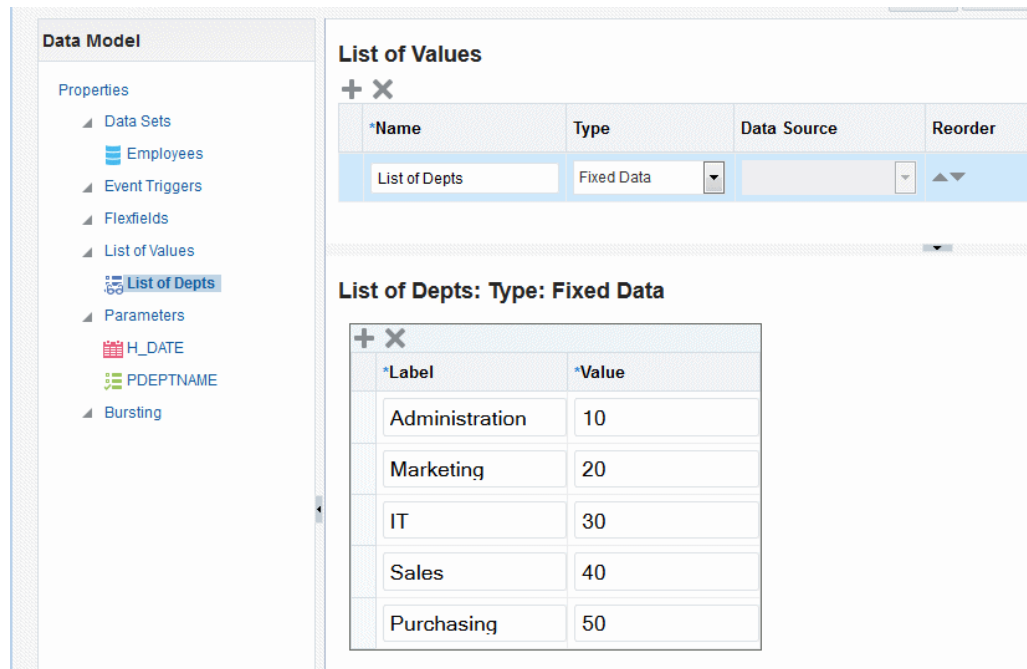 Data Model
Properties
Data Sets
Employees
Event Triggers
Flexfields
List of Values
List of Depts
Parameters
H_DATE
PDEPTNAME
Bursting
List of Values
*Name Type Data Source Reorder
List of Depts Fixed Data
List of Depts: Type: Fixed Data
*Label *Value
Administration 10
Marketing 20
IT 30
Sales 40
Purchasing 50